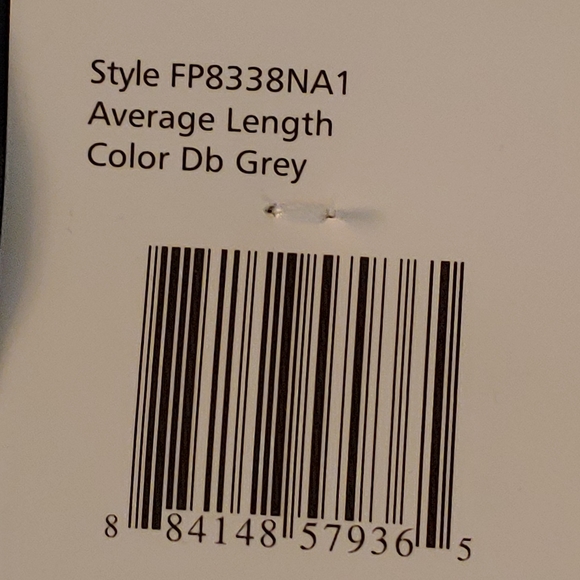 Style FP8338NA1
Average Length
Color Db Grey
8 84148 57936 5